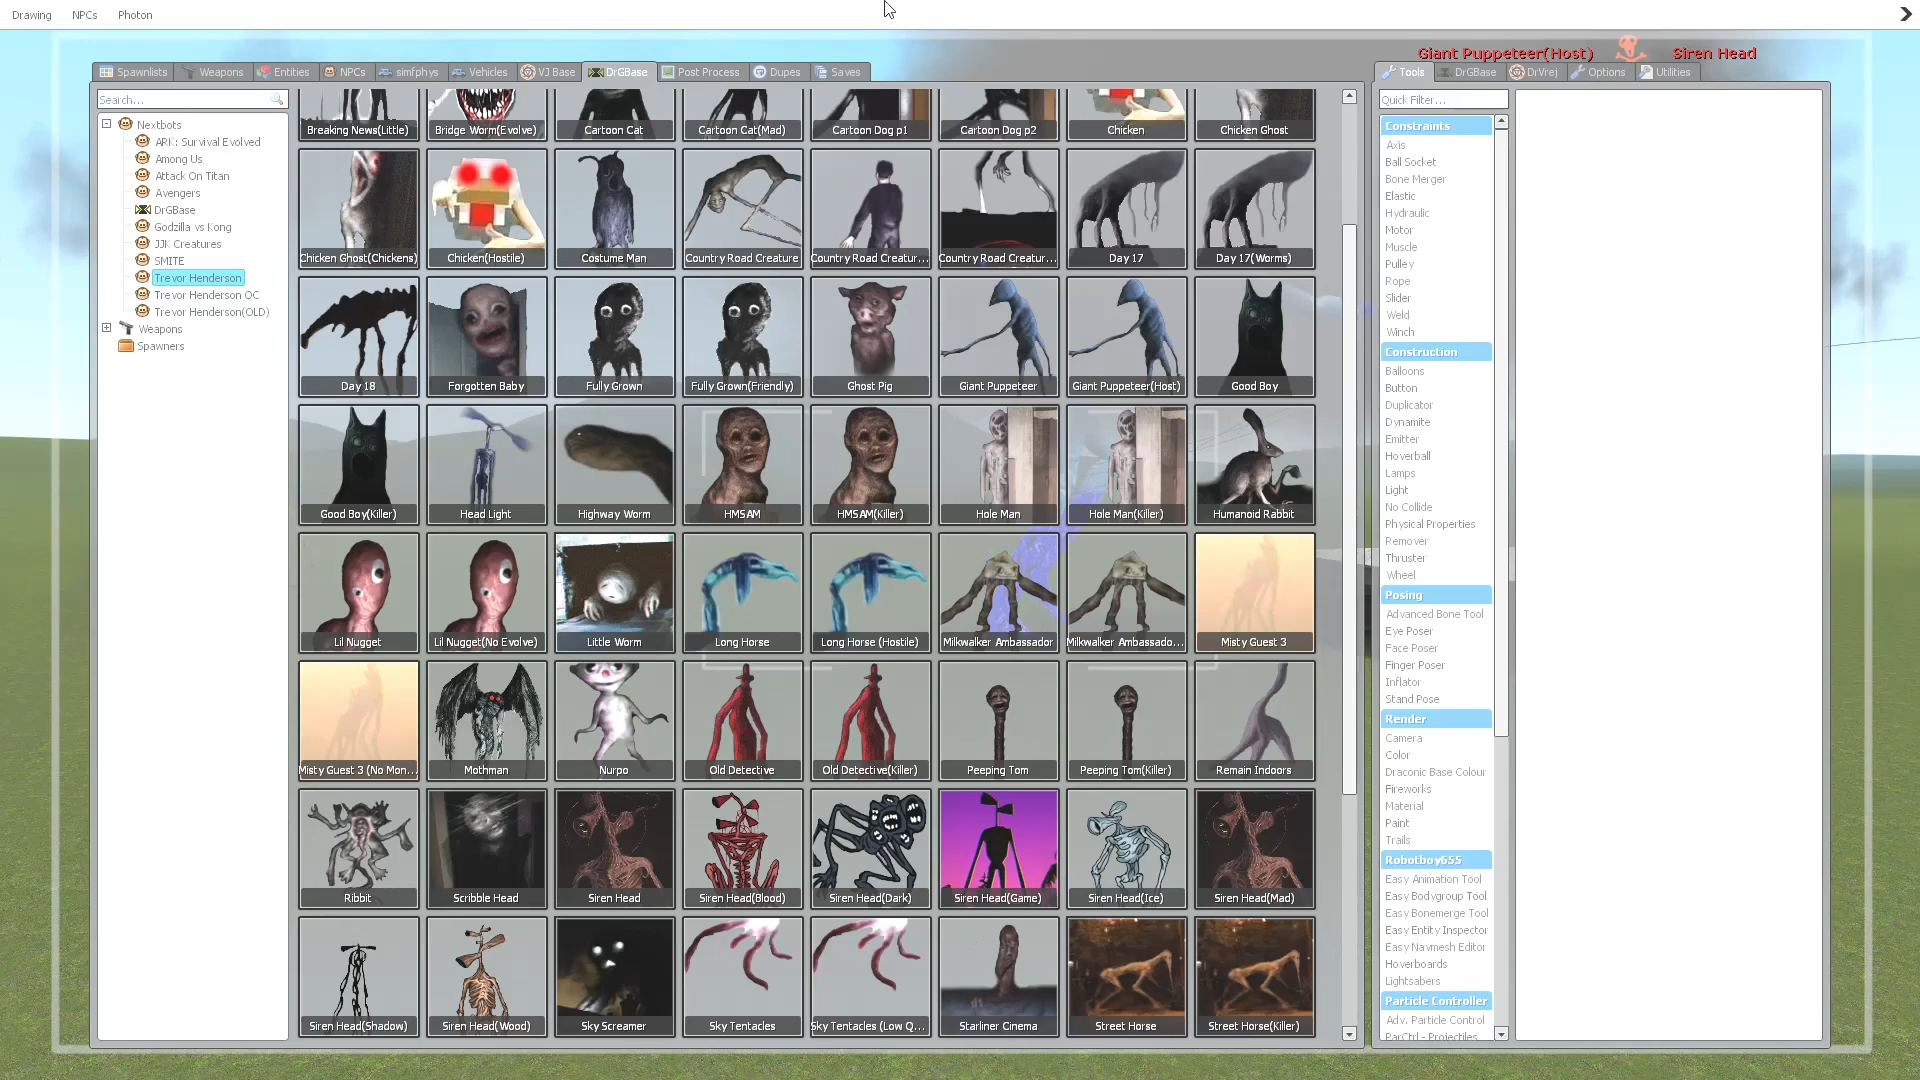 Drawing NPCs Photon
Giant Puppeteer(Host) Siren Head
Spawnlists Weapons Entities NPCs simfphys Vehicles VJ Base DrGBase Post Process Dupes Saves
Tools DrGBase DrVrej Options Utilities
Search...
Nextbots
ARK: Survival Evolved
Among Us
Attack On Titan
Avengers
DrGBase
Godzilla vs Kong
JJK Creatures
SMITE
Trevor Henderson
Trevor Henderson OC
Trevor Henderson(OLD)
Weapons
Spawners
Breaking News(Little) Bridge Worm(Evolve) Cartoon Cat Cartoon Cat(Mad) Cartoon Dog p1 Cartoon Dog p2 Chicken Chicken Ghost
Chicken Ghost(Chickens) Chicken(Hostile) Costume Man Country Road Creature Country Road Creatur... Country Road Creatur... Day 17 Day 17(Worms)
Day 18 Forgotten Baby Fully Grown Fully Grown(Friendly) Ghost Pig Giant Puppeteer Giant Puppeteer(Host) Good Boy
Good Boy(Killer) Head Light Highway Worm HMSAM HMSAM(Killer) Hole Man Hole Man(Killer) Humanoid Rabbit
Lil Nugget Lil Nugget(No Evolve) Little Worm Long Horse Long Horse (Hostile) Milkwalker Ambassador Milkwalker Ambassado... Misty Guest 3
Misty Guest 3 (No Mon... Mothman Nurpo Old Detective Old Detective(Killer) Peeping Tom Peeping Tom(Killer) Remain Indoors
Ribbit Scribble Head Siren Head Siren Head(Blood) Siren Head(Dark) Siren Head(Game) Siren Head(Ice) Siren Head(Mad)
Siren Head(Shadow) Siren Head(Wood) Sky Screamer Sky Tentacles Sky Tentacles (Low Q... Starliner Cinema Street Horse Street Horse(Killer)
Quick Filter...
Constraints
Axis
Ball Socket
Bone Merger
Elastic
Hydraulic
Motor
Muscle
Pulley
Rope
Slider
Weld
Winch
Construction
Balloons
Button
Duplicator
Dynamite
Emitter
Hoverball
Lamps
Light
No Collide
Physical Properties
Remover
Thruster
Wheel
Posing
Advanced Bone Tool
Eye Poser
Face Poser
Finger Poser
Inflator
Stand Pose
Render
Camera
Color
Draconic Base Colour
Fireworks
Material
Paint
Trails
Robotboy655
Easy Animation Tool
Easy Bodygroup Tool
Easy Bonemerge Tool
Easy Entity Inspector
Easy Navmesh Editor
Hoverboards
Lightsabers
Particle Controller
Adv. Particle Control
ParCtrl - Projectiles